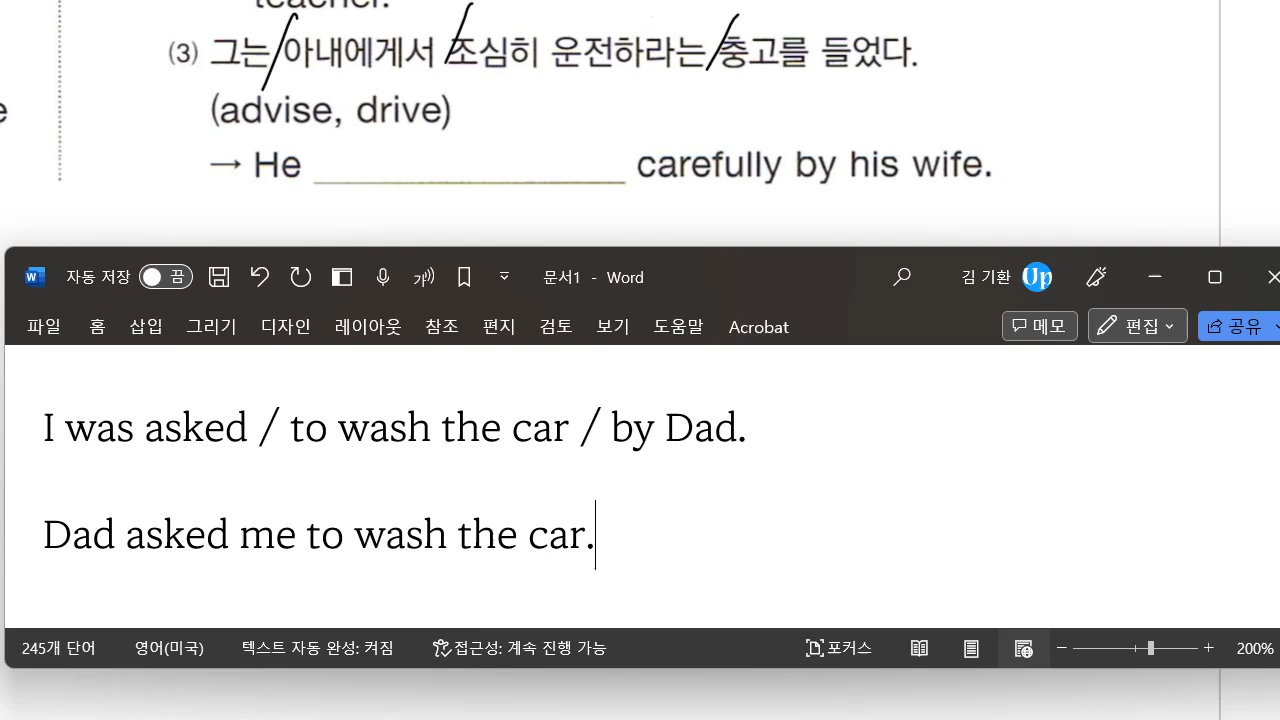 teacher.
(3) 그는 아내에게서 조심히 운전하라는 충고를 들었다.
e
(advise, drive)
→ He ______________ carefully by his wife.
자동 저장 끔 가)) 문서1 - Word 김 기환 Up
파일 홈 삽입 그리기 디자인 레이아웃 참조 편지 검토 보기 도움말 Acrobat 메모 편집 공유
I was asked / to wash the car / by Dad.
Dad asked me to wash the car.
245개 단어 영어(미국) 텍스트 자동 완성: 켜짐 접근성: 계속 진행 가능 포커스 − + 200%